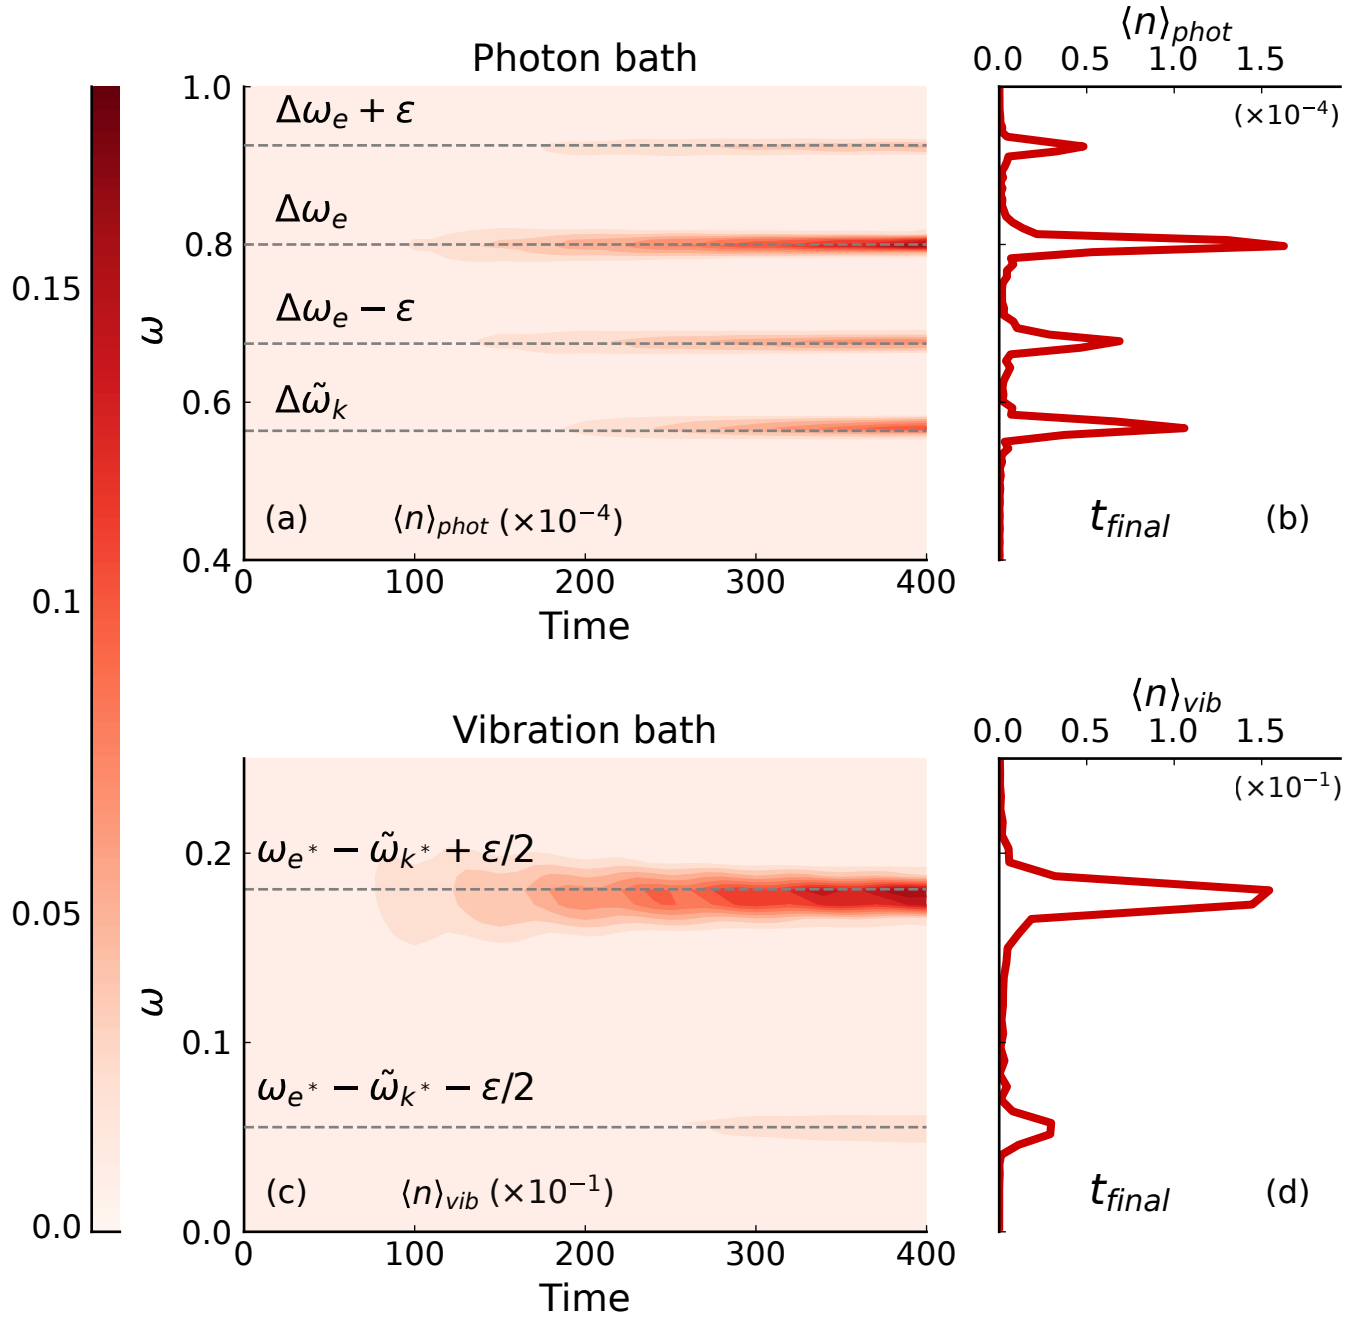 ⟨n⟩phot
Photon bath
0.0 0.5 1.0 1.5
(×10⁻⁴)
1.0
Δωe + ε
0.8
Δωe
Δωe − ε
0.6
Δω̃k
0.4
(a) ⟨n⟩phot (×10⁻⁴)
tfinal (b)
0 100 200 300 400
Time
ω
0.15
0.1
0.05
0.0
⟨n⟩vib
Vibration bath
0.0 0.5 1.0 1.5
(×10⁻¹)
ωe* − ω̃k* + ε/2
0.2
0.1
ωe* − ω̃k* − ε/2
0.0
(c) ⟨n⟩vib (×10⁻¹)
tfinal (d)
0 100 200 300 400
Time
ω